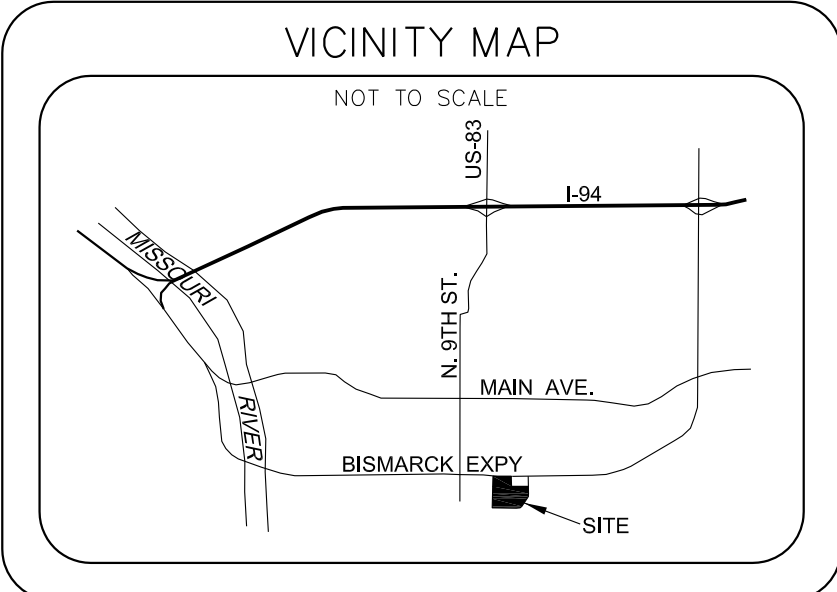 VICINITY MAP
NOT TO SCALE
US-83
I-94
MISSOURI
RIVER
N. 9TH ST.
MAIN AVE.
BISMARCK EXPY
SITE